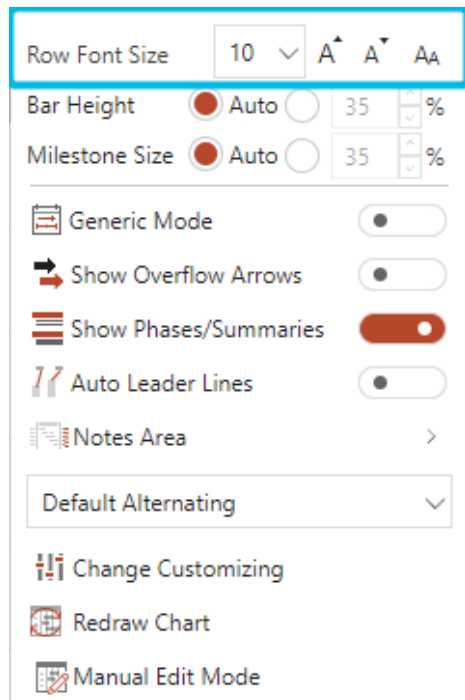 Row Font Size 10 A A AA
Bar Height Auto 35 %
Milestone Size Auto 35 %
Generic Mode
Show Overflow Arrows
Show Phases/Summaries
Auto Leader Lines
Notes Area
Default Alternating
Change Customizing
Redraw Chart
Manual Edit Mode